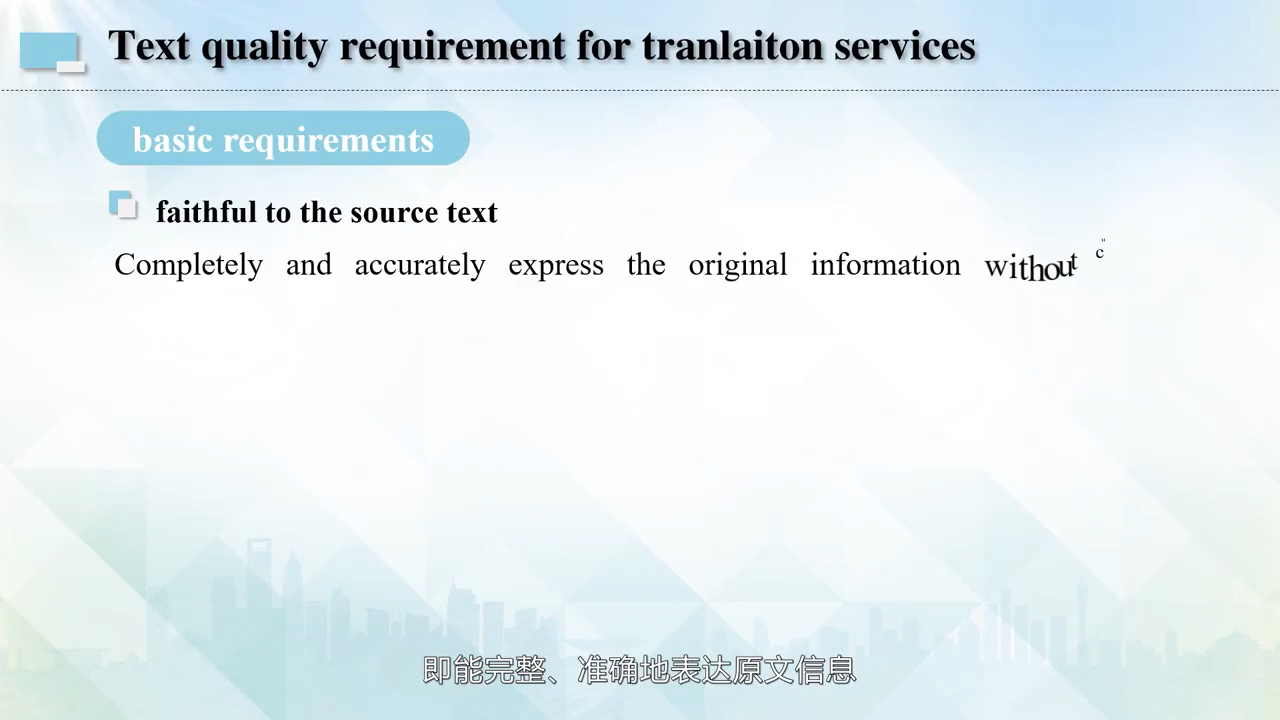 Text quality requirement for tranlaiton services
basic requirements
faithful to the source text
Completely and accurately express the original information without
即能完整、准确地表达原文信息